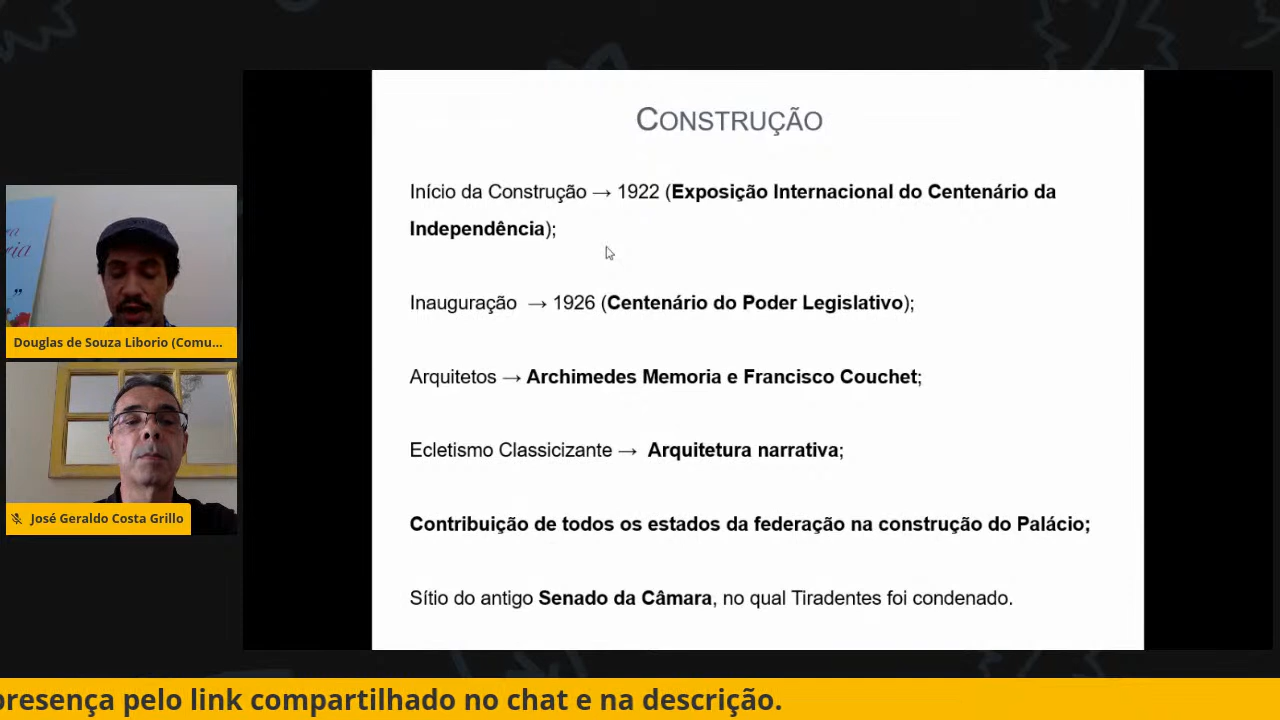 CONSTRUÇÃO
Início da Construção → 1922 (Exposição Internacional do Centenário da
Independência);
Inauguração → 1926 (Centenário do Poder Legislativo);
Arquitetos → Archimedes Memoria e Francisco Couchet;
Ecletismo Classicizante → Arquitetura narrativa;
Contribuição de todos os estados da federação na construção do Palácio;
Sítio do antigo Senado da Câmara, no qual Tiradentes foi condenado.
Douglas de Souza Liborio (Comu...
José Geraldo Costa Grillo
presença pelo link compartilhado no chat e na descrição.